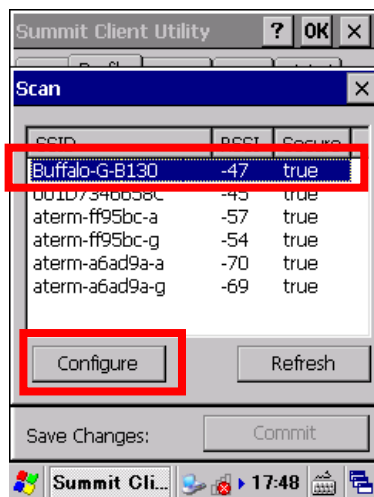 Summit Client Utility ? OK ×
Scan ×
SSID RSSI Secure
Buffalo-G-B130 -47 true
001D7346658C -45 true
aterm-ff95bc-a -57 true
aterm-ff95bc-g -54 true
aterm-a6ad9a-a -70 true
aterm-a6ad9a-g -69 true
Configure Refresh
Save Changes: Commit
Summit Cli... 17:48